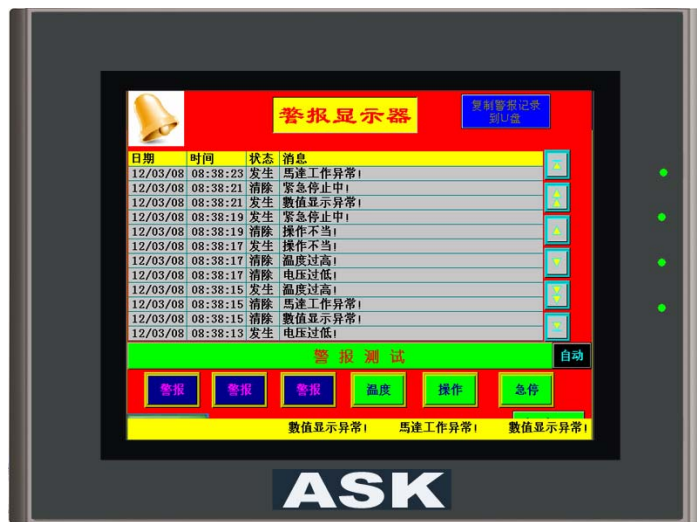 警报显示器
复制警报记录
到U盘
日期 时间 状态 消息
12/03/08 08:38:23 发生 馬達工作异常!
12/03/08 08:38:21 清除 紧急停止中!
12/03/08 08:38:21 发生 數值显示异常!
12/03/08 08:38:19 发生 紧急停止中!
12/03/08 08:38:19 清除 操作不当!
12/03/08 08:38:17 发生 操作不当!
12/03/08 08:38:17 清除 温度过高!
12/03/08 08:38:17 清除 电压过低!
12/03/08 08:38:15 发生 温度过高!
12/03/08 08:38:15 清除 馬達工作异常!
12/03/08 08:38:15 清除 數值显示异常!
12/03/08 08:38:13 发生 电压过低!
警报测试 自动
警报 警报 警报 温度 操作 急停
數值显示异常! 馬達工作异常! 數值显示异常!
ASK